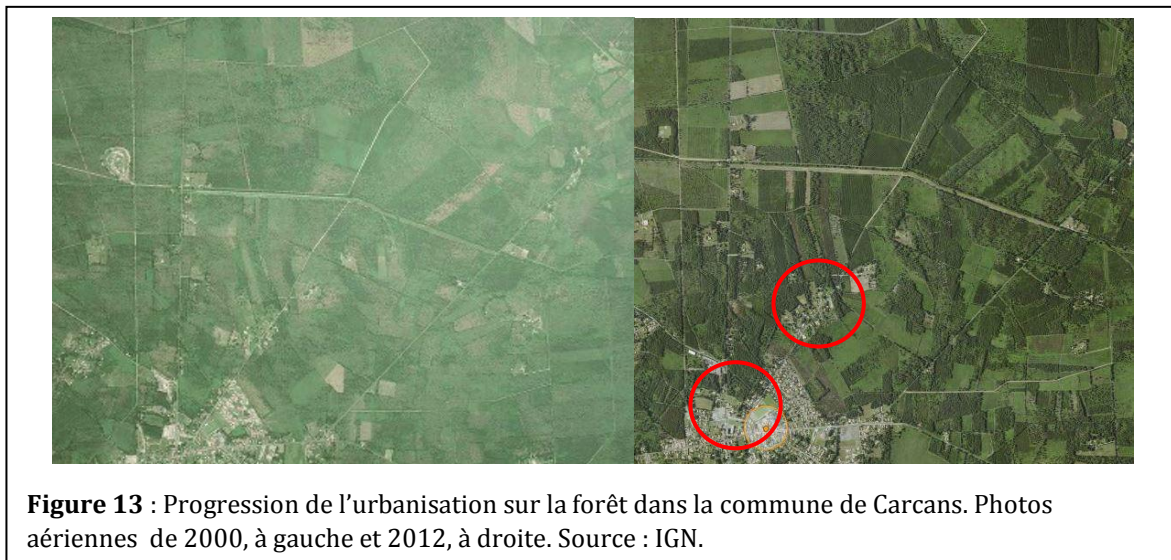 Figure 13 : Progression de l’urbanisation sur la forêt dans la commune de Carcans. Photos
aériennes  de 2000, à gauche et 2012, à droite. Source : IGN.